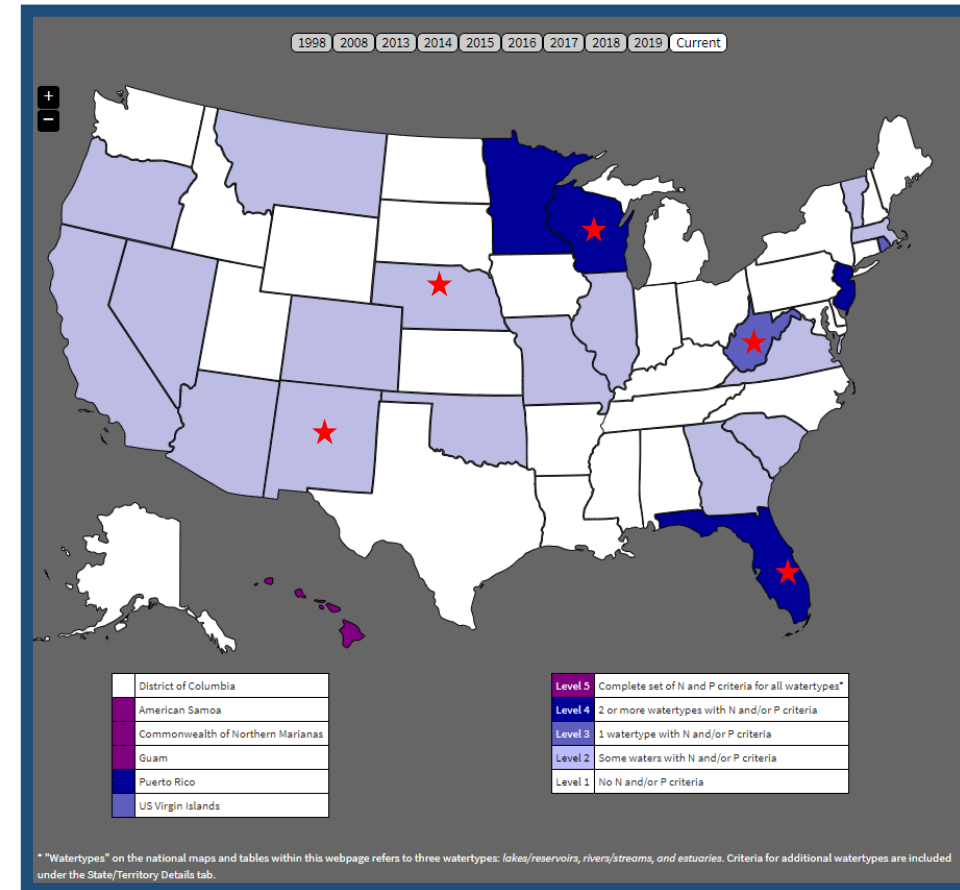 1998 2008 2013 2014 2015 2016 2017 2018 2019 Current
+
−
District of Columbia
American Samoa
Commonwealth of Northern Marianas
Guam
Puerto Rico
US Virgin Islands
Level 5 Complete set of N and P criteria for all watertypes*
Level 4 2 or more watertypes with N and/or P criteria
Level 3 1 watertype with N and/or P criteria
Level 2 Some waters with N and/or P criteria
Level 1 No N and/or P criteria
* "Watertypes" on the national maps and tables within this webpage refers to three watertypes: lakes/reservoirs, rivers/streams, and estuaries. Criteria for additional watertypes are included
under the State/Territory Details tab.